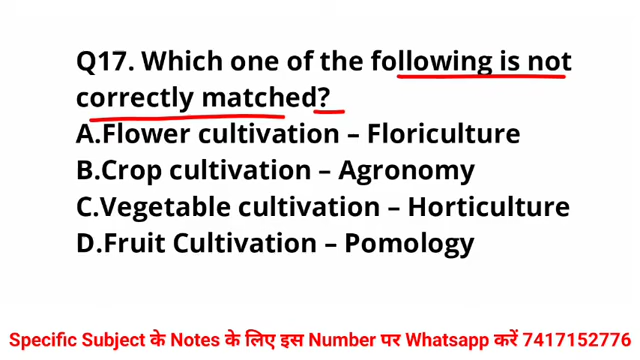 Q17. Which one of the following is not
correctly matched?
A.Flower cultivation – Floriculture
B.Crop cultivation – Agronomy
C.Vegetable cultivation – Horticulture
D.Fruit Cultivation – Pomology
Specific Subject के Notes के लिए इस Number पर Whatsapp करें 7417152776